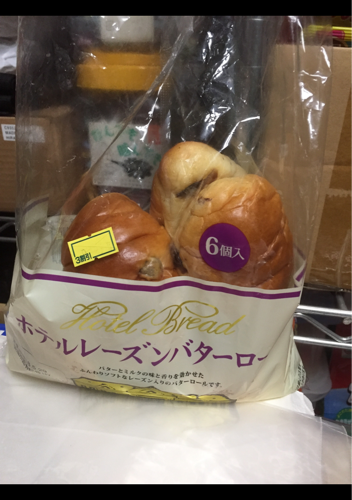 3割引
6個入
Hotel Bread
ホテルレーズンバターロー
バターとミルクの味と香りを豊かせた
ふんわりソフトなレーズン入りのバターロールです。